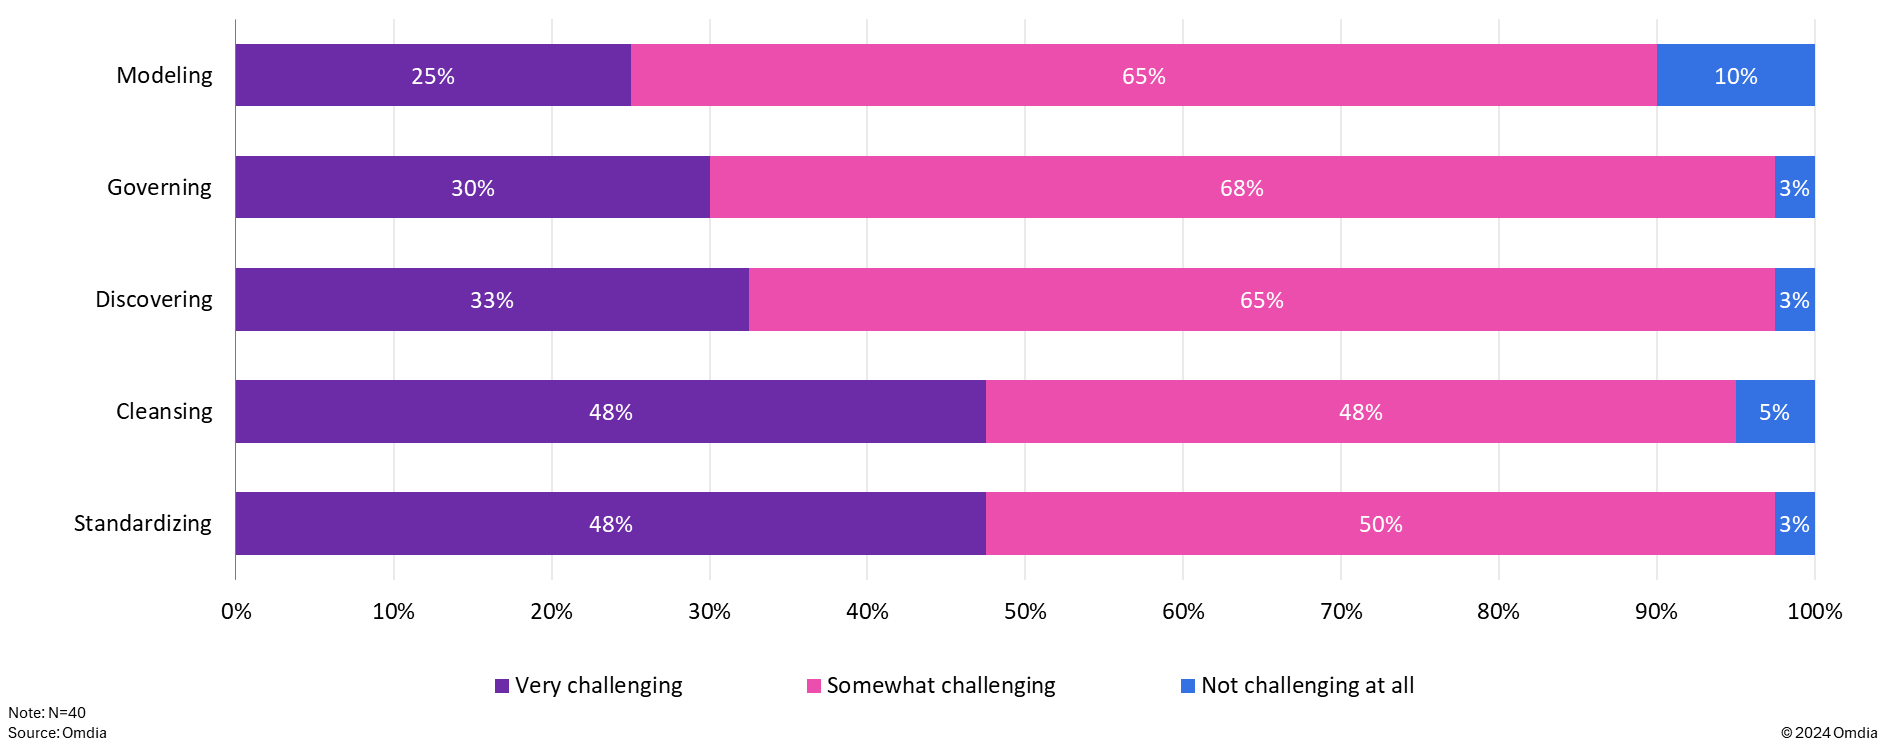 Modeling 25% 65% 10%
Governing 30% 68% 3%
Discovering 33% 65% 3%
Cleansing 48% 48% 5%
Standardizing 48% 50% 3%
0% 10% 20% 30% 40% 50% 60% 70% 80% 90% 100%
Very challenging Somewhat challenging Not challenging at all
Note: N=40
Source: Omdia © 2024 Omdia